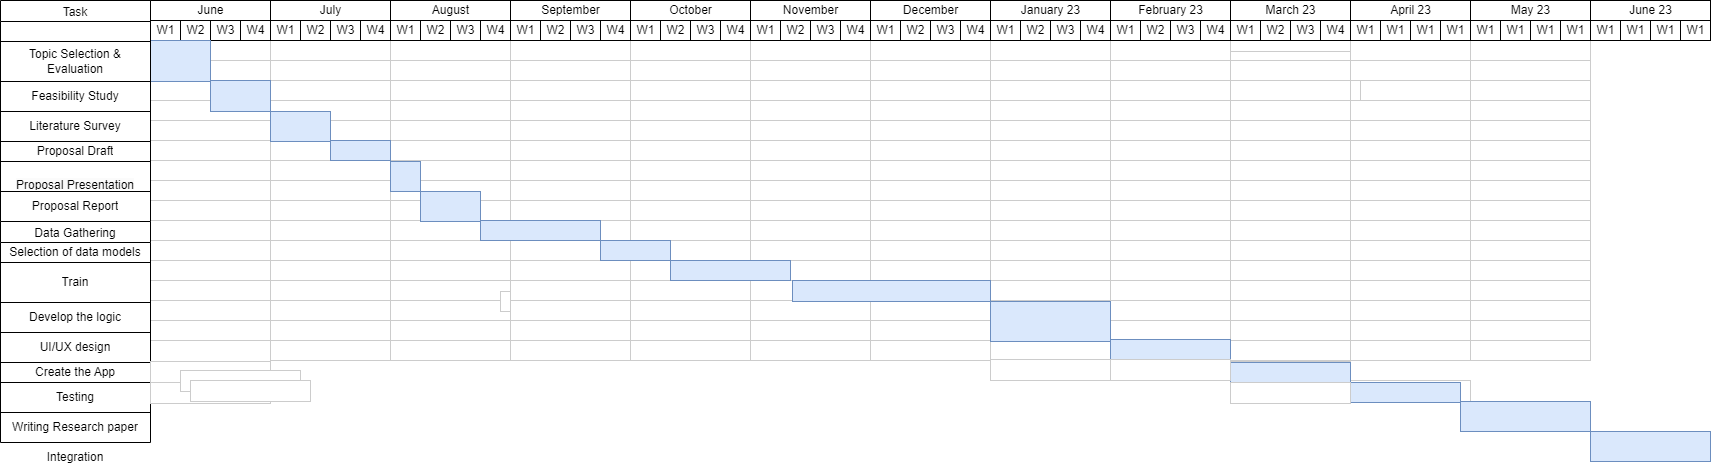 Task June July August September October November December January 23 February 23 March 23 April 23 May 23 June 23
W1 W2 W3 W4 W1 W2 W3 W4 W1 W2 W3 W4 W1 W2 W3 W4 W1 W2 W3 W4 W1 W2 W3 W4 W1 W2 W3 W4 W1 W2 W3 W4 W1 W2 W3 W4 W1 W2 W3 W4 W1 W1 W1 W1 W1 W1 W1 W1 W1 W1 W1 W1
Topic Selection &
Evaluation
Feasibility Study
Literature Survey
Proposal Draft
Proposal Presentation
Proposal Report
Data Gathering
Selection of data models
Train
Develop the logic
UI/UX design
Create the App
Testing
Writing Research paper
Integration